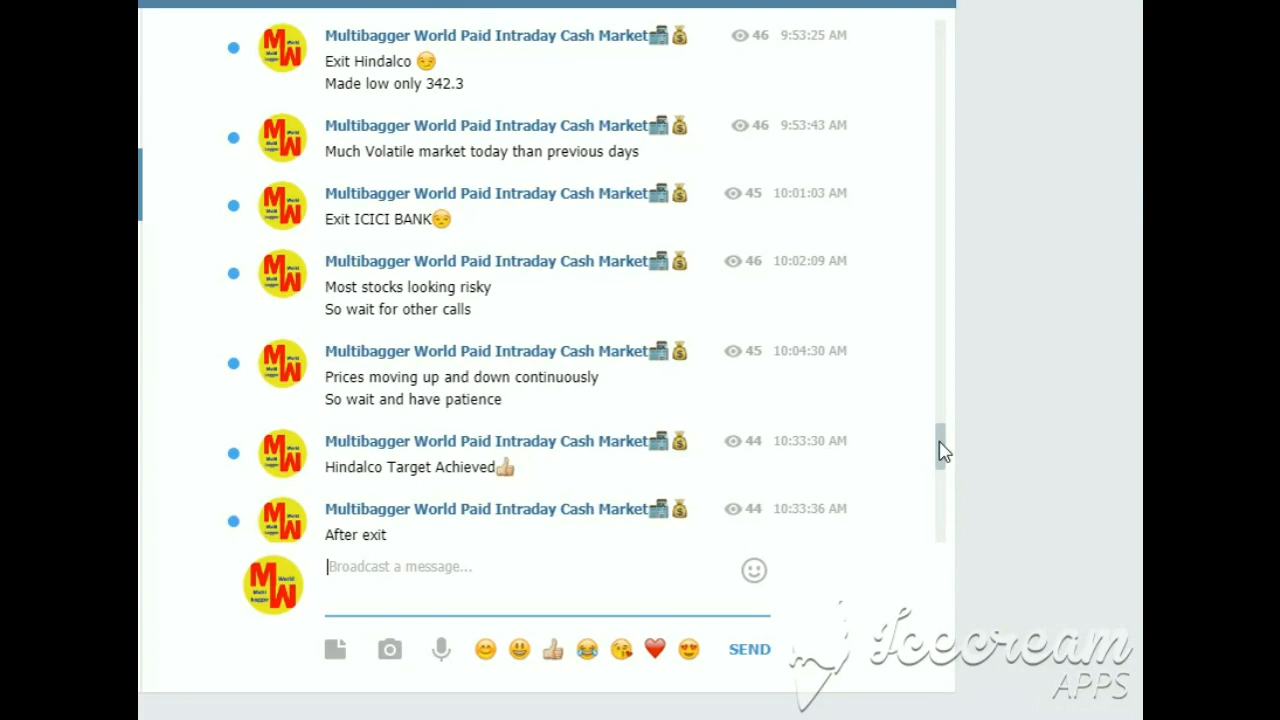 Multibagger World Paid Intraday Cash Market🏧💰 46 9:53:25 AM
Exit Hindalco 😏
Made low only 342.3
Multibagger World Paid Intraday Cash Market🏧💰 46 9:53:43 AM
Much Volatile market today than previous days
Multibagger World Paid Intraday Cash Market🏧💰 45 10:01:03 AM
Exit ICICI BANK😒
Multibagger World Paid Intraday Cash Market🏧💰 46 10:02:09 AM
Most stocks looking risky
So wait for other calls
Multibagger World Paid Intraday Cash Market🏧💰 45 10:04:30 AM
Prices moving up and down continuously
So wait and have patience
Multibagger World Paid Intraday Cash Market🏧💰 44 10:33:30 AM
Hindalco Target Achieved👍
Multibagger World Paid Intraday Cash Market🏧💰 44 10:33:36 AM
After exit
Broadcast a message...
M World
Multi
bagger W
SEND
Icecream
APPS